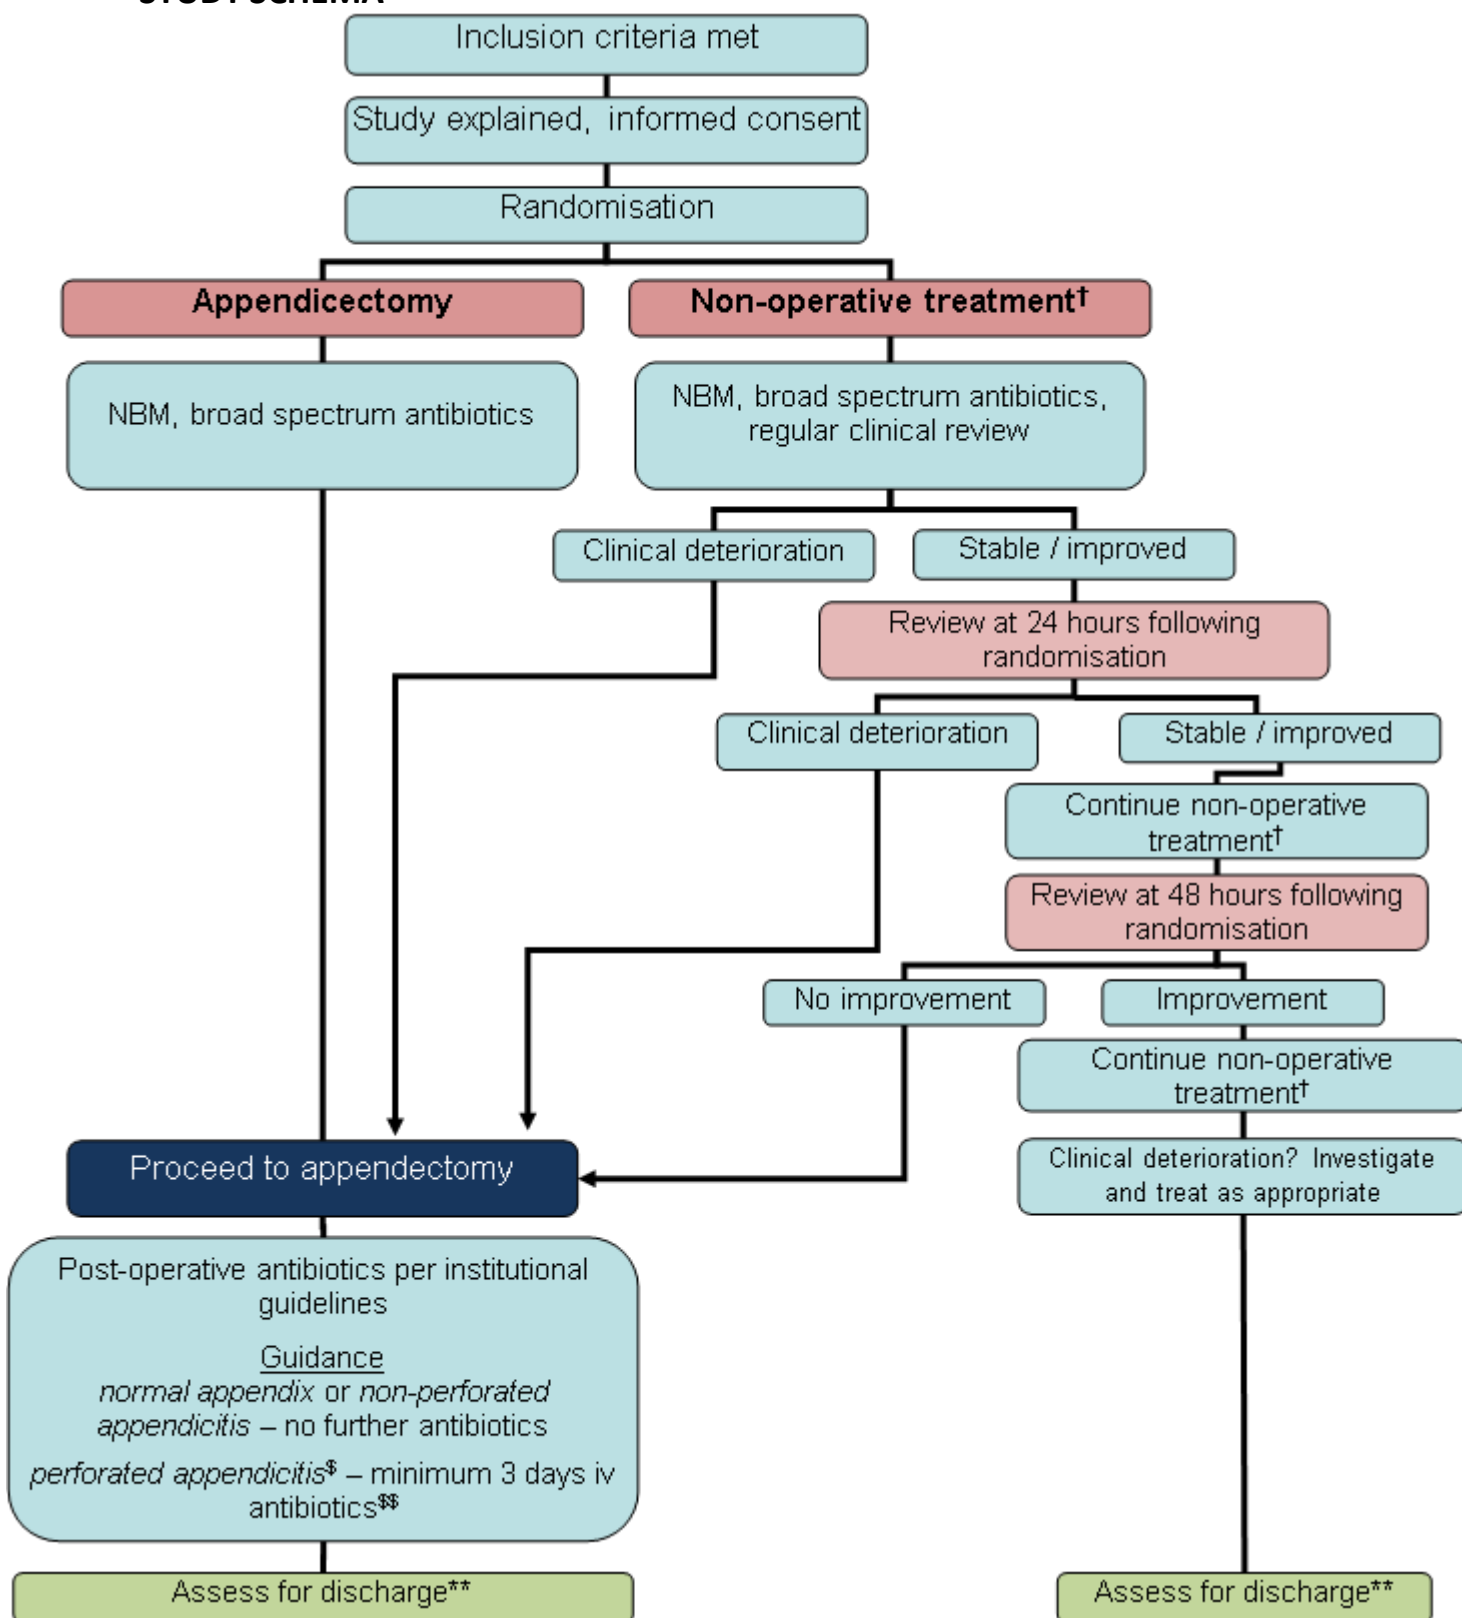 STUDY SCHEMA
Inclusion criteria met
Study explained, informed consent
Randomisation
Appendicectomy
Non-operative treatment†
NBM, broad spectrum antibiotics
NBM, broad spectrum antibiotics,
regular clinical review
Clinical deterioration
Stable / improved
Review at 24 hours following
randomisation
Clinical deterioration
Stable / improved
Continue non-operative
treatment†
Review at 48 hours following
randomisation
No improvement
Improvement
Continue non-operative
treatment†
Clinical deterioration? Investigate
and treat as appropriate
Proceed to appendectomy
Post-operative antibiotics per institutional
guidelines
Guidance
normal appendix or non-perforated
appendicitis – no further antibiotics
perforated appendicitis$ – minimum 3 days iv
antibiotics$$
Assess for discharge**
Assess for discharge**